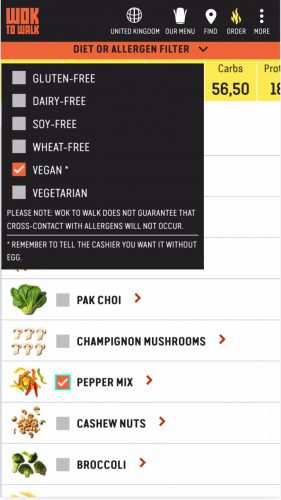 WOK
TO WALK
UNITED KINGDOM
OUR MENU
FIND
ORDER
MORE
DIET OR ALLERGEN FILTER
Carbs
56,50
GLUTEN-FREE
DAIRY-FREE
SOY-FREE
WHEAT-FREE
VEGAN *
VEGETARIAN
PLEASE NOTE: WOK TO WALK DOES NOT GUARANTEE THAT
CROSS-CONTACT WITH ALLERGENS WILL NOT OCCUR.
* REMEMBER TO TELL THE CASHIER YOU WANT IT WITHOUT
EGG.
PAK CHOI
CHAMPIGNON MUSHROOMS
PEPPER MIX
CASHEW NUTS
BROCCOLI